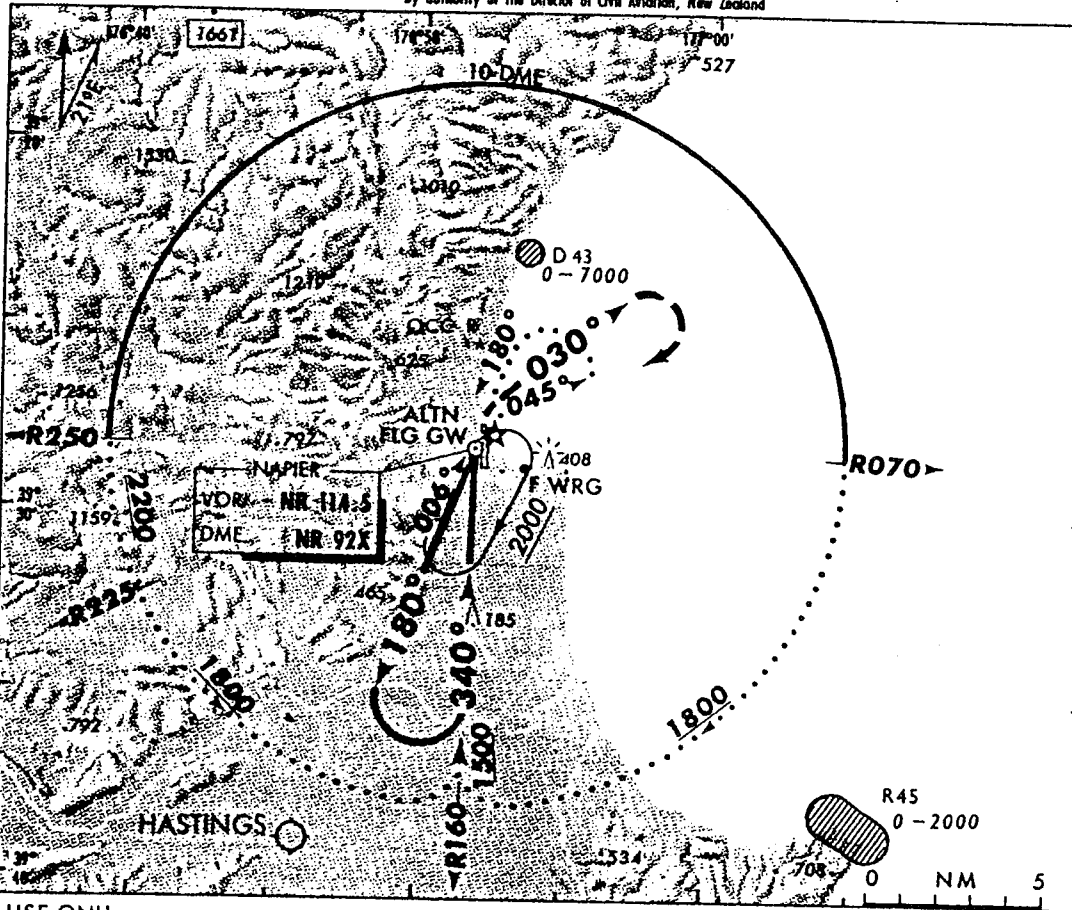 By authority of the Director of Civil Aviation, New Zealand
176°40'
1661
176°50'
177°00'
527
21°E
10 DME
1530
1010
D 43
0-7000
1210
180°
030°
045°
625
1256
R250
ALTN
FLG GW
792
NAPIER
VOR NR 114.5
DME NR 92X
408
F WRG
R070
2200
1159
006°
2000
R225
465
180°
185
340°
1800
1800
792
1500
R45
0-2000
HASTINGS
R160
534
708
0 NM 5
USE ONLY